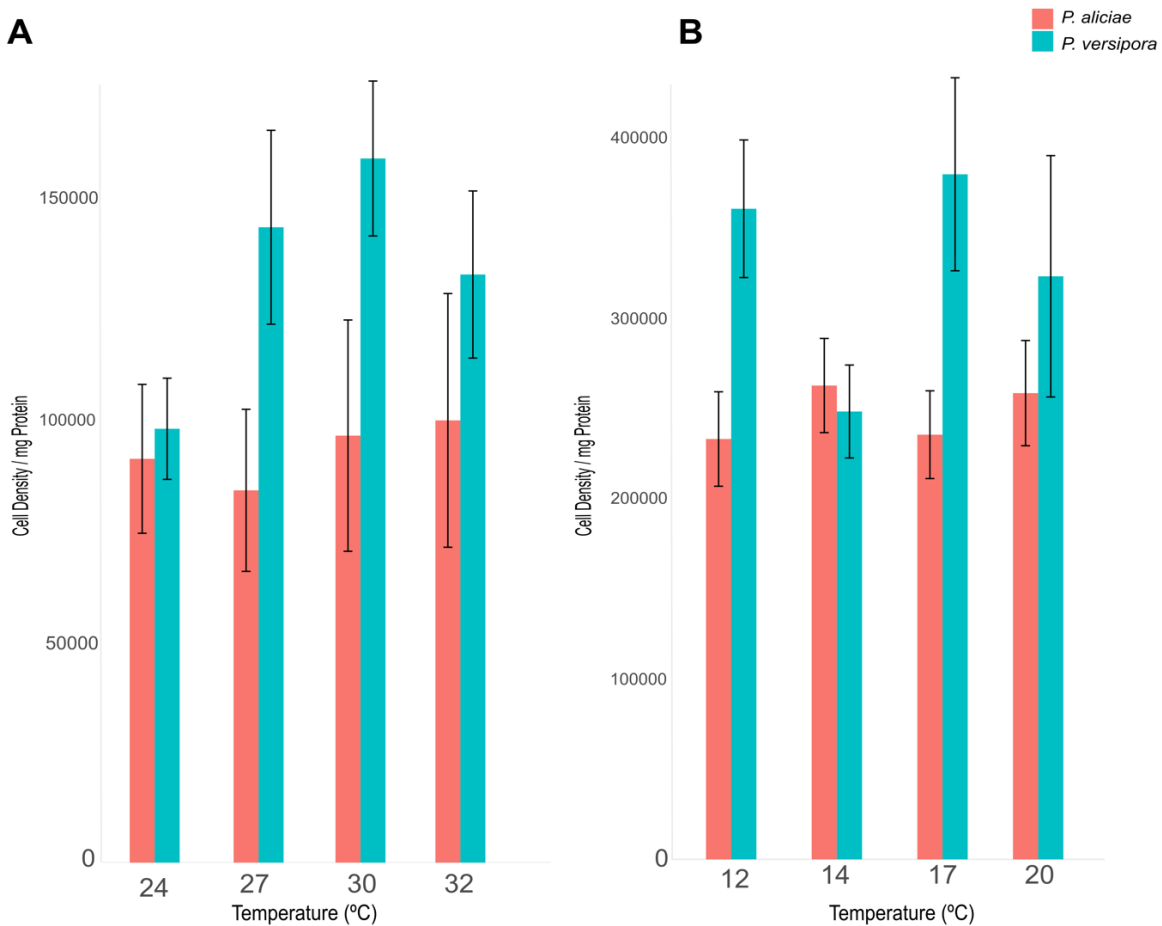 A
150000
100000
50000
0
Cell Density / mg Protein
24 27 30 32
Temperature (ºC)
B
P. aliciae
P. versipora
400000
300000
200000
100000
0
Cell Density / mg Protein
12 14 17 20
Temperature (ºC)